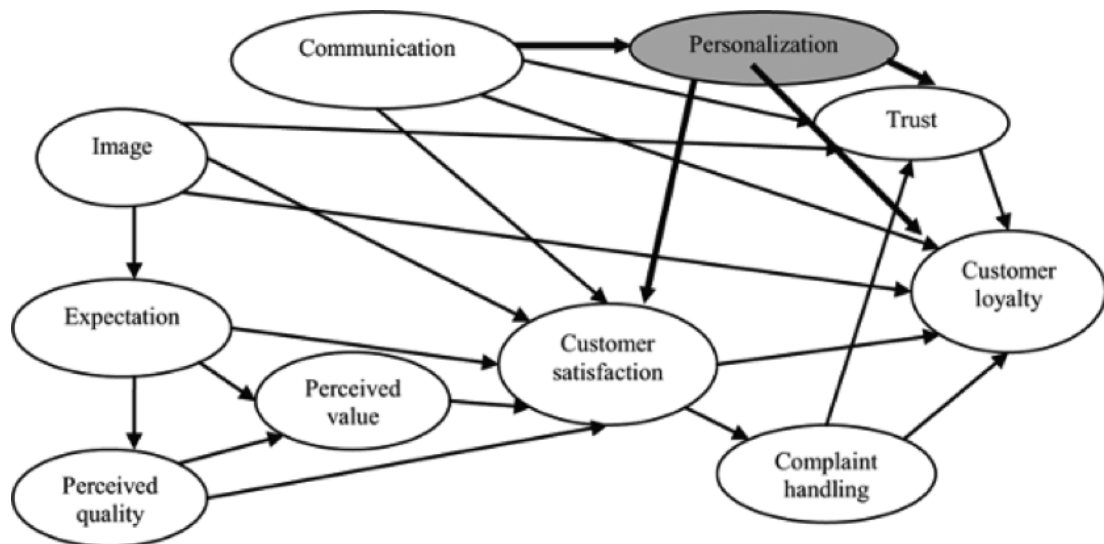 Communication
Personalization
Trust
Image
Customer
loyalty
Expectation
Customer
satisfaction
Perceived
value
Complaint
handling
Perceived
quality